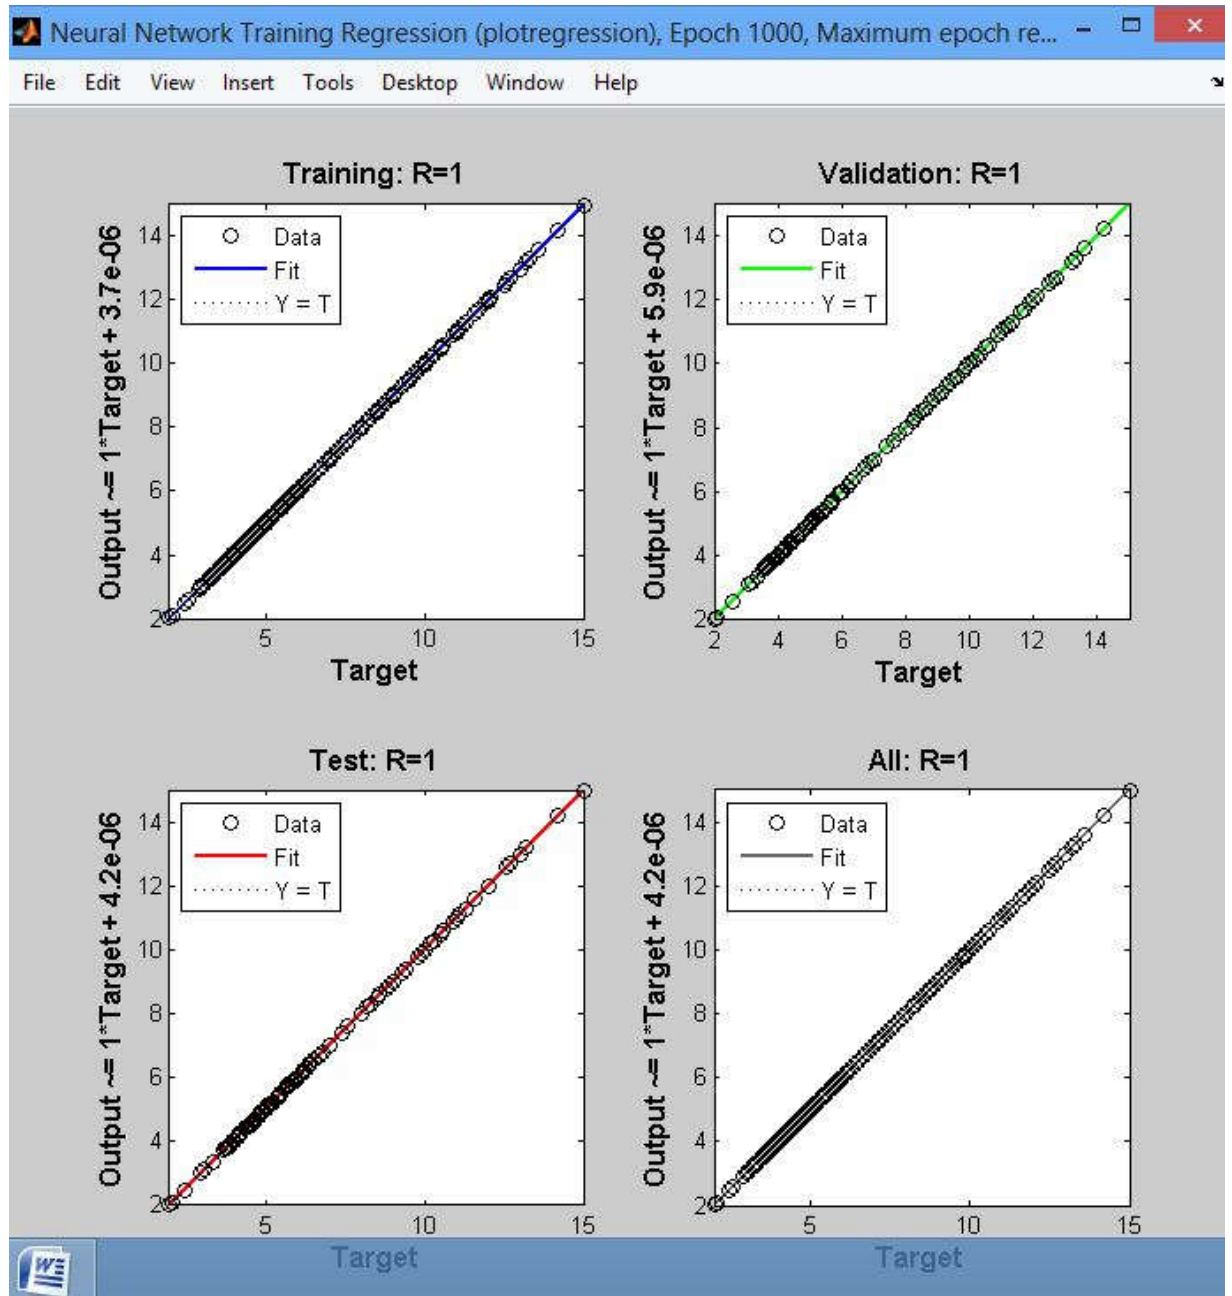 Neural Network Training Regression (plotregression), Epoch 1000, Maximum epoch re...
File Edit View Insert Tools Desktop Window Help
Training: R=1
Output ~= 1*Target + 3.7e-06
Data
Fit
Y = T
14
12
10
8
6
4
2
5 10 15
Target
Validation: R=1
Output ~= 1*Target + 5.9e-06
Data
Fit
Y = T
14
12
10
8
6
4
2
2 4 6 8 10 12 14
Target
Test: R=1
Output ~= 1*Target + 4.2e-06
Data
Fit
Y = T
14
12
10
8
6
4
2
5 10 15
Target
All: R=1
Output ~= 1*Target + 4.2e-06
Data
Fit
Y = T
14
12
10
8
6
4
2
5 10 15
Target
W